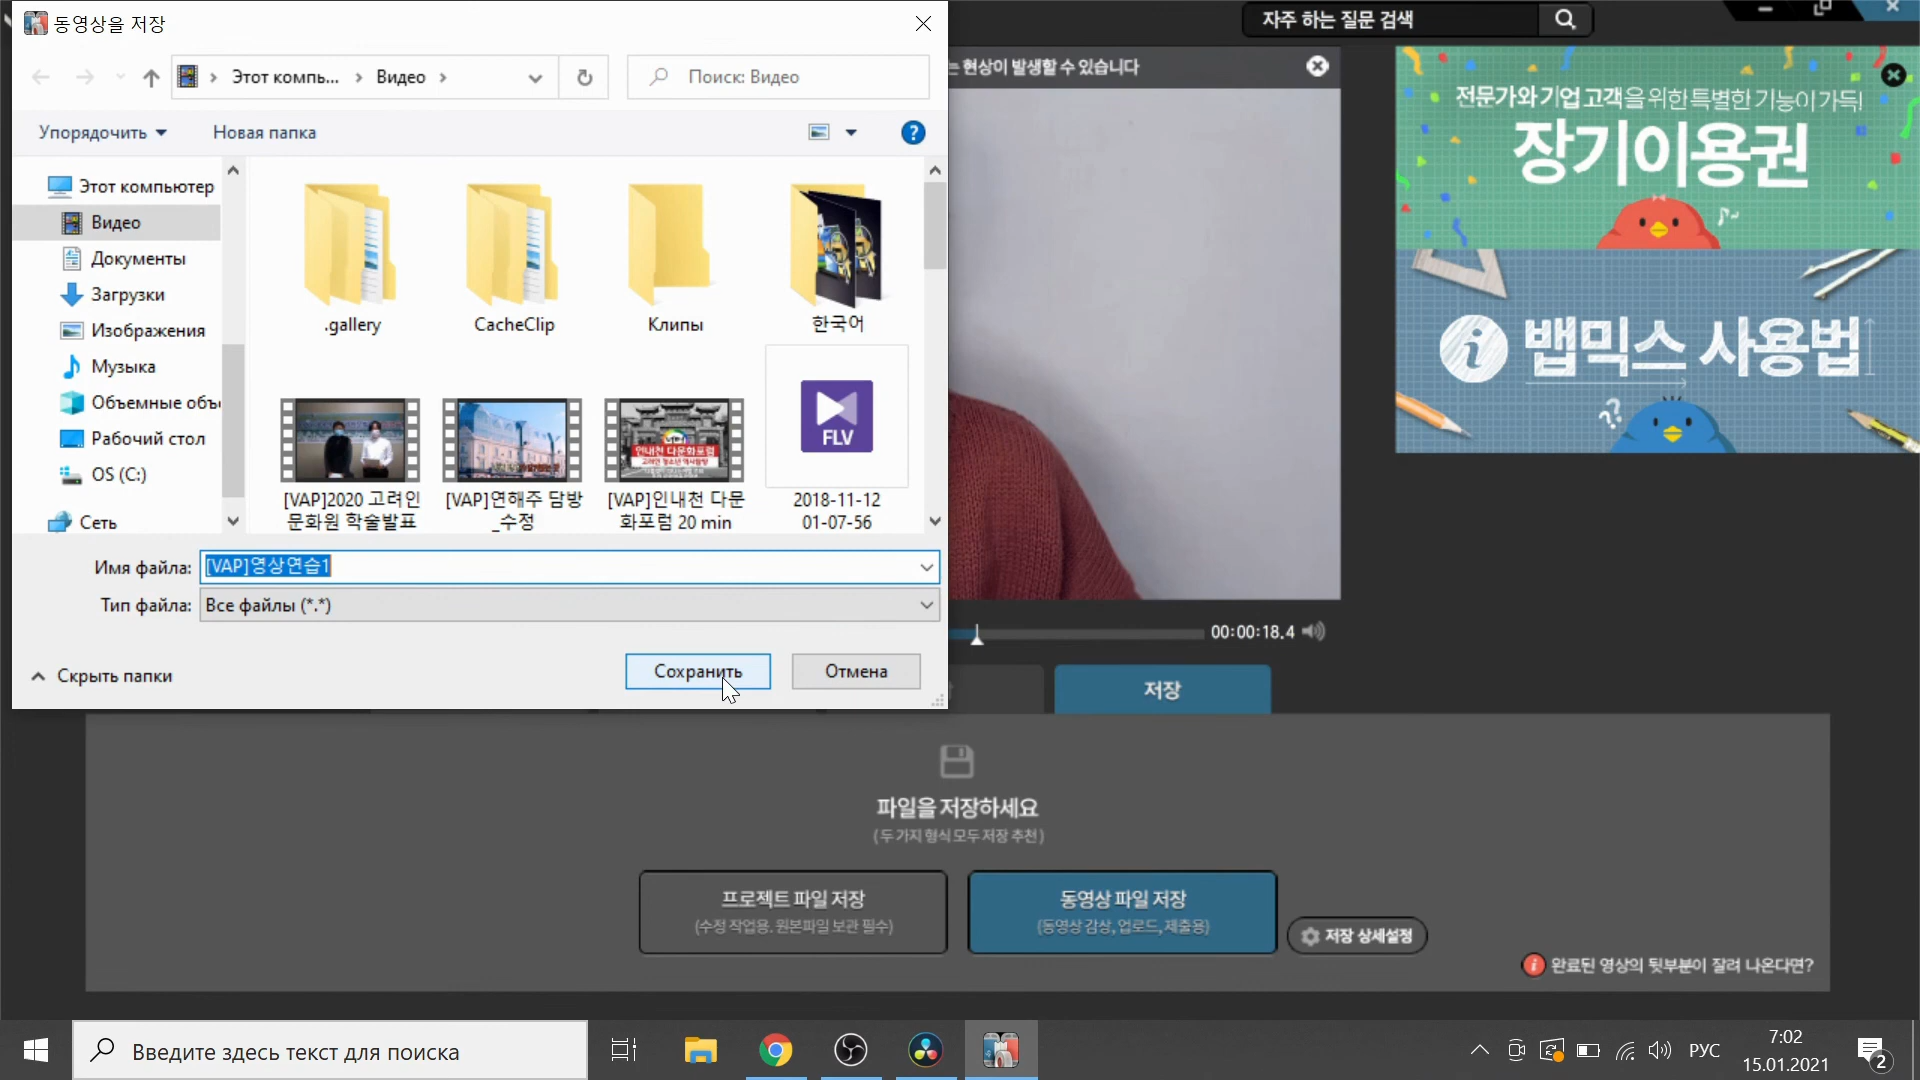 동영상을 저장
Этот компь...
Видео
Поиск: Видео
Упорядочить
Новая папка
Этот компьютер
Видео
Документы
Загрузки
Изображения
Музыка
Объемные объ
Рабочий стол
OS (C:)
Сеть
.gallery
CacheClip
Клипы
한국어
[VAP]2020 고려인
문화원 학술발표
[VAP]연해주 답방
_수정
인내천 다문화포럼
[VAP]인내천 다문
화포럼 20 min
FLV
2018-11-12
01-07-56
Имя файла:
[VAP]영상연습1
Тип файла:
Все файлы (*.*)
Скрыть папки
Сохранить
Отмена
자주 하는 질문 검색
는 현상이 발생할 수 있습니다
전문가와 기업 고객을 위한 특별한 기능이 가득!
장기이용권
뱁믹스 사용법
00:00:18.4
저장
파일을 저장하세요
(두 가지 형식 모두 저장 추천)
프로젝트 파일 저장
(수정 작업용. 원본파일 보관 필수)
동영상 파일 저장
(동영상 감상, 업로드, 제출용)
저장 상세설정
완료된 영상의 뒷부분이 잘려 나온다면?
Введите здесь текст для поиска
РУС
7:02
15.01.2021
2